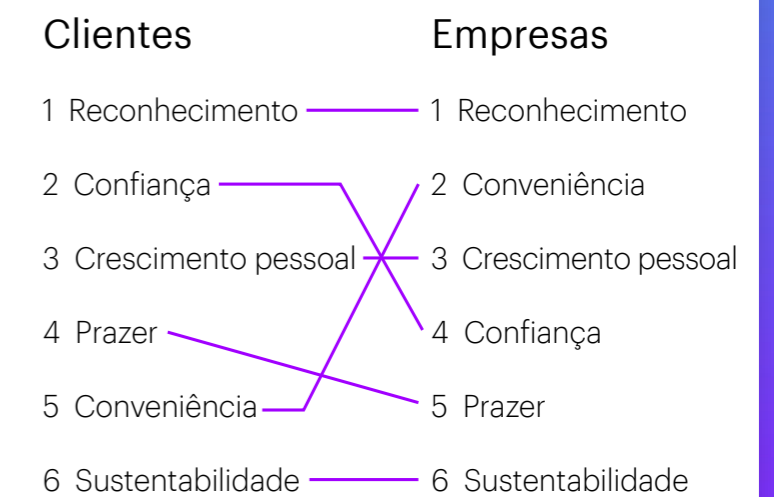 Clientes Empresas
1 Reconhecimento 1 Reconhecimento
2 Confiança 2 Conveniência
3 Crescimento pessoal 3 Crescimento pessoal
4 Prazer 4 Confiança
5 Conveniência 5 Prazer
6 Sustentabilidade 6 Sustentabilidade